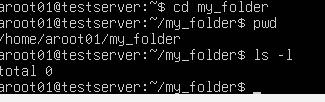 aroot01@testserver:~$ cd my_folder
aroot01@testserver:~/my_folder$ pwd
/home/aroot01/my_folder
aroot01@testserver:~/my_folder$ ls -l
total 0
aroot01@testserver:~/my_folder$ _